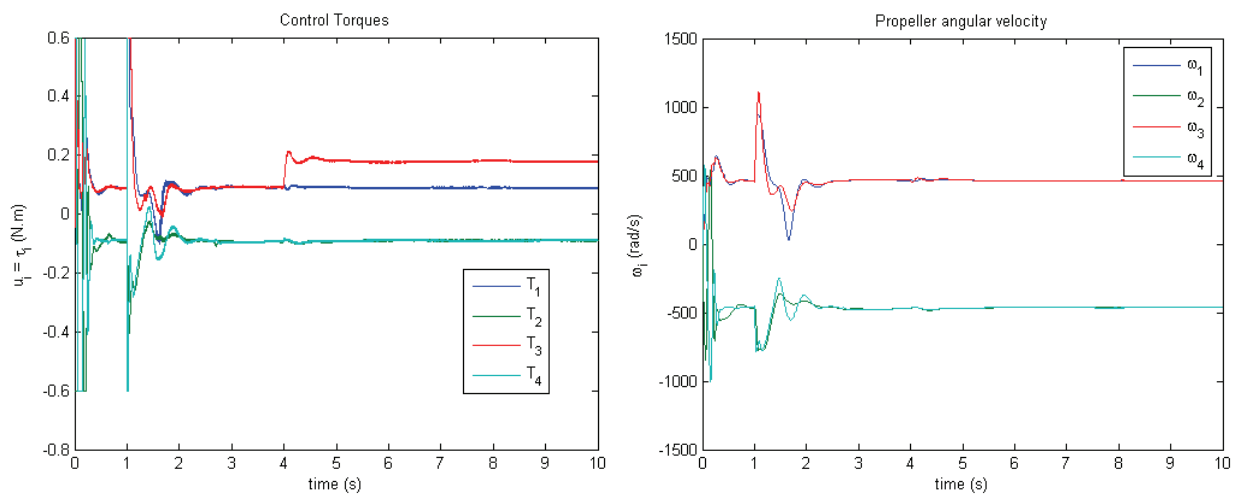 Control Torques
0.6
0.4
0.2
0
-0.2
-0.4
-0.6
-0.8
u_i = τ_i (N.m)
T_1
T_2
T_3
T_4
0 1 2 3 4 5 6 7 8 9 10
time (s)
Propeller angular velocity
1500
1000
500
0
-500
-1000
-1500
ω_i (rad/s)
ω_1
ω_2
ω_3
ω_4
0 1 2 3 4 5 6 7 8 9 10
time (s)